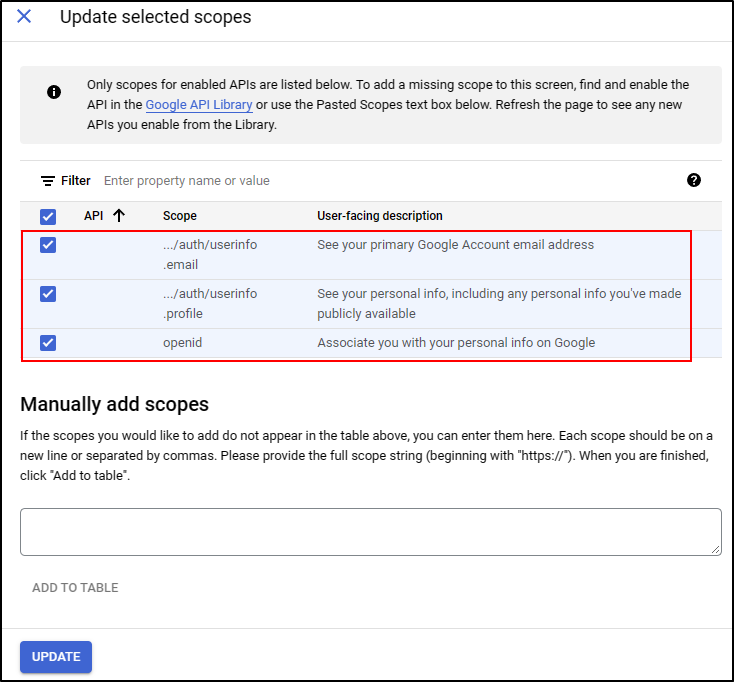 Update selected scopes
Only scopes for enabled APIs are listed below. To add a missing scope to this screen, find and enable the
API in the Google API Library or use the Pasted Scopes text box below. Refresh the page to see any new
APIs you enable from the Library.
Filter Enter property name or value
API Scope User-facing description
.../auth/userinfo See your primary Google Account email address
.email
.../auth/userinfo See your personal info, including any personal info you've made
.profile publicly available
openid Associate you with your personal info on Google
Manually add scopes
If the scopes you would like to add do not appear in the table above, you can enter them here. Each scope should be on a
new line or separated by commas. Please provide the full scope string (beginning with "https://"). When you are finished,
click "Add to table".
ADD TO TABLE
UPDATE